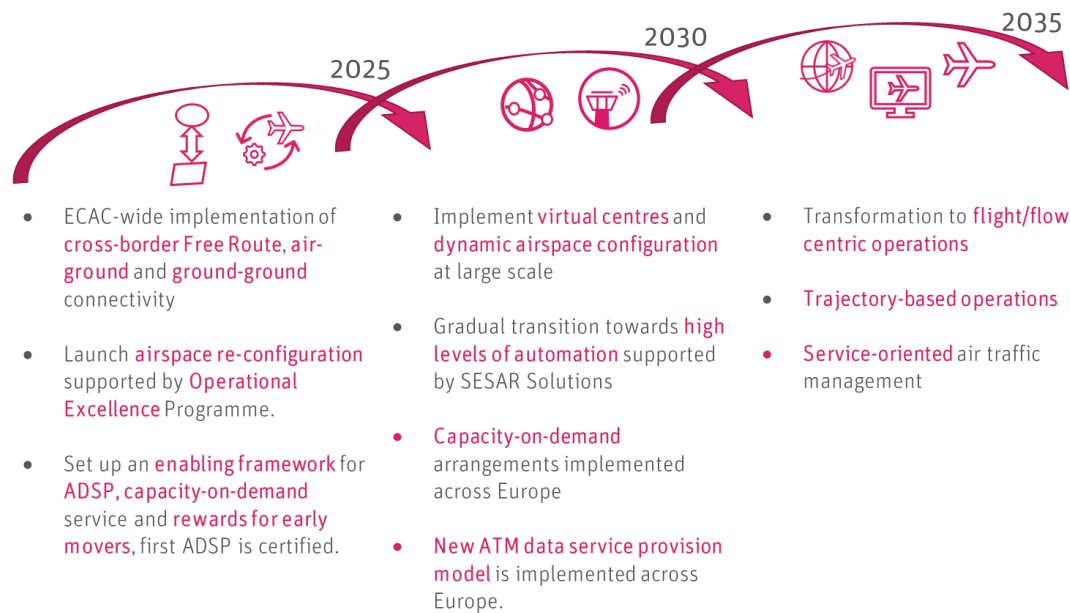 2025
2030
2035
• ECAC-wide implementation of
cross-border Free Route, air-
ground and ground-ground
connectivity
• Launch airspace re-configuration
supported by Operational
Excellence Programme.
• Set up an enabling framework for
ADSP, capacity-on-demand
service and rewards for early
movers, first ADSP is certified.
• Implement virtual centres and
dynamic airspace configuration
at large scale
• Gradual transition towards high
levels of automation supported
by SESAR Solutions
• Capacity-on-demand
arrangements implemented
across Europe
• New ATM data service provision
model is implemented across
Europe.
• Transformation to flight/flow
centric operations
• Trajectory-based operations
• Service-oriented air traffic
management